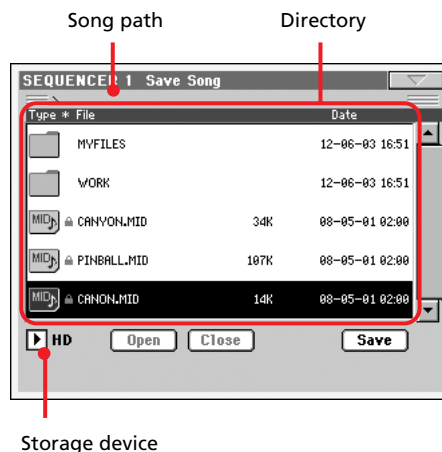 Song path Directory
SEQUENCER 1 Save Song
Type * File Date
MYFILES 12-06-03 16:51
WORK 12-06-03 16:51
MID CANYON.MID 34K 08-05-01 02:00
MID PINBALL.MID 107K 08-05-01 02:00
MID CANON.MID 14K 08-05-01 02:00
HD Open Close Save
Storage device